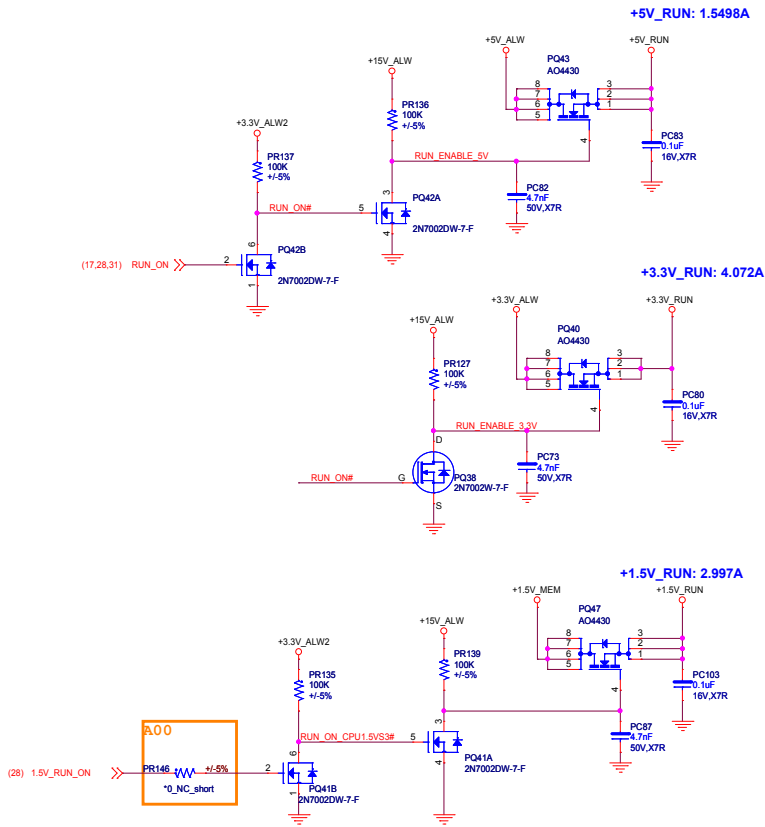 +5V_RUN: 1.5498A
+5V_ALW
+5V_RUN
PQ43
AO4430
8
7
6
5
3
2
1
4
PC83
0.1uF
16V,X7R
+15V_ALW
PR136
100K
+/-5%
RUN_ENABLE_5V
PC82
4.7nF
50V,X7R
+3.3V_ALW2
PR137
100K
+/-5%
RUN_ON#
5
3
4
PQ42A
2N7002DW-7-F
(17,28,31) RUN_ON
2
6
1
PQ42B
2N7002DW-7-F
+3.3V_RUN: 4.072A
+3.3V_ALW
+3.3V_RUN
PQ40
AO4430
8
7
6
5
3
2
1
4
PC80
0.1uF
16V,X7R
+15V_ALW
PR127
100K
+/-5%
RUN_ENABLE_3.3V
PC73
4.7nF
50V,X7R
RUN_ON#
G
D
S
PQ38
2N7002W-7-F
+1.5V_RUN: 2.997A
+1.5V_MEM
+1.5V_RUN
PQ47
AO4430
8
7
6
5
3
2
1
4
PC103
0.1uF
16V,X7R
+15V_ALW
PR139
100K
+/-5%
PC87
4.7nF
50V,X7R
+3.3V_ALW2
PR135
100K
+/-5%
RUN_ON_CPU1.5VS3#
5
3
4
PQ41A
2N7002DW-7-F
A00
(28) 1.5V_RUN_ON
PR146
+/-5%
*0_NC_short
2
6
1
PQ41B
2N7002DW-7-F